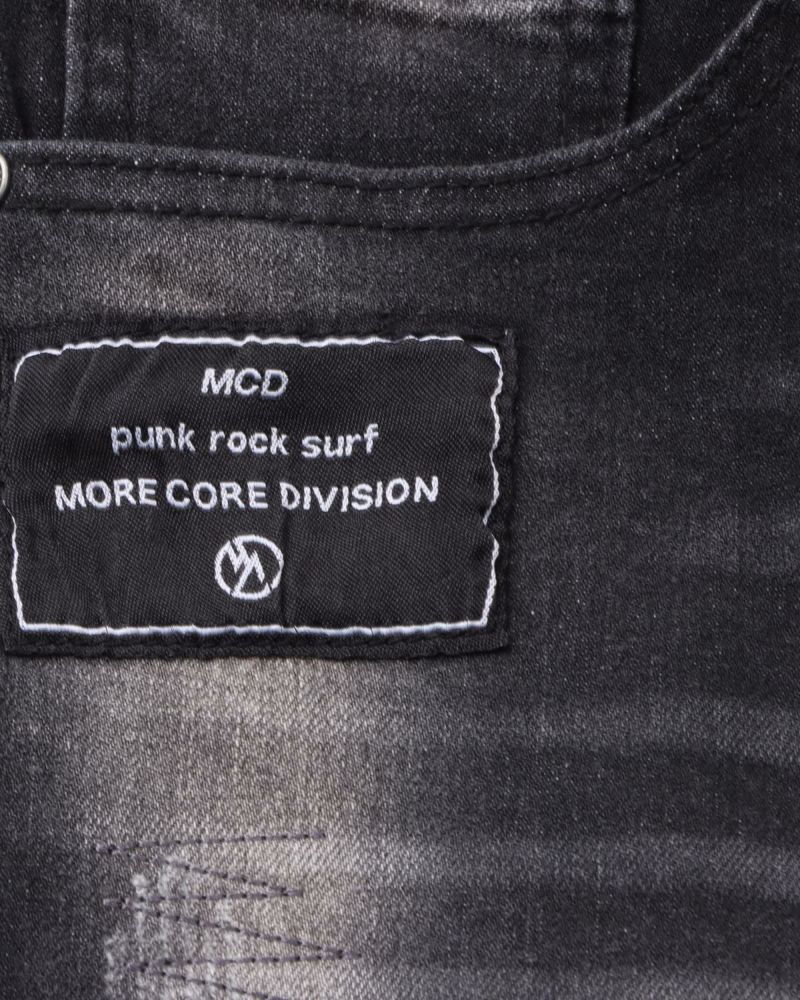 MCD
punk rock surf
MORE CORE DIVISION